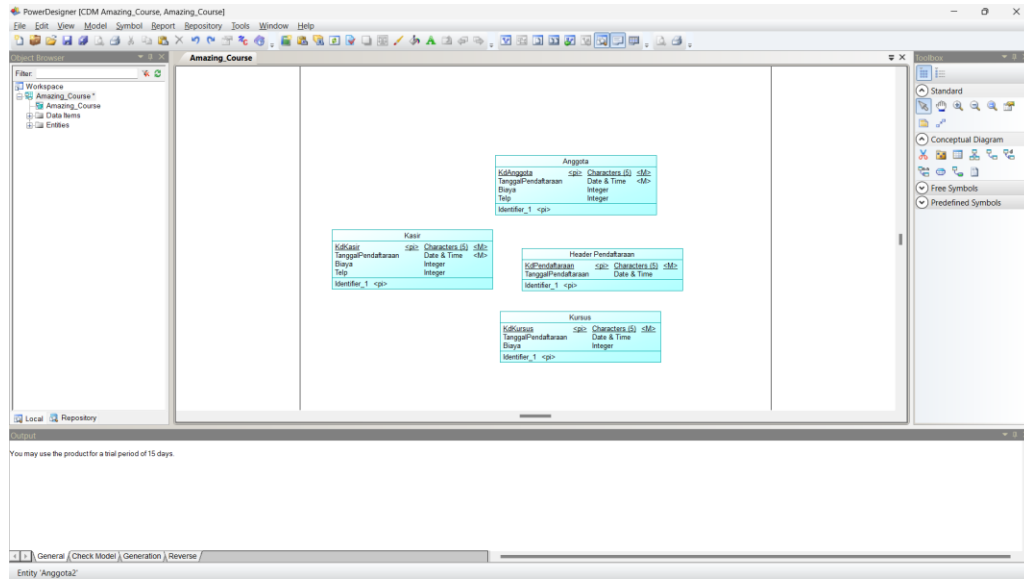 PowerDesigner [CDM Amazing_Course, Amazing_Course]
File Edit View Model Symbol Report Repository Tools Window Help
Object Browser
Filter:
Workspace
Amazing_Course *
Amazing_Course
Data Items
Entities
Local Repository
Amazing_Course
Anggota
KdAnggota <pi> Characters (5) <M>
TanggalPendaftaraan Date & Time <M>
Biaya Integer
Telp Integer
Identifier_1 <pi>
Kasir
KdKasir <pi> Characters (5) <M>
TanggalPendaftaraan Date & Time <M>
Biaya Integer
Telp Integer
Identifier_1 <pi>
Header Pendaftaraan
KdPendaftaraan <pi> Characters (5) <M>
TanggalPendaftaraan Date & Time
Identifier_1 <pi>
Kursus
KdKursus <pi> Characters (5) <M>
TanggalPendaftaraan Date & Time
Biaya Integer
Identifier_1 <pi>
Toolbox
Standard
Conceptual Diagram
Free Symbols
Predefined Symbols
Output
You may use the product for a trial period of 15 days.
General Check Model Generation Reverse
Entity 'Anggota2'